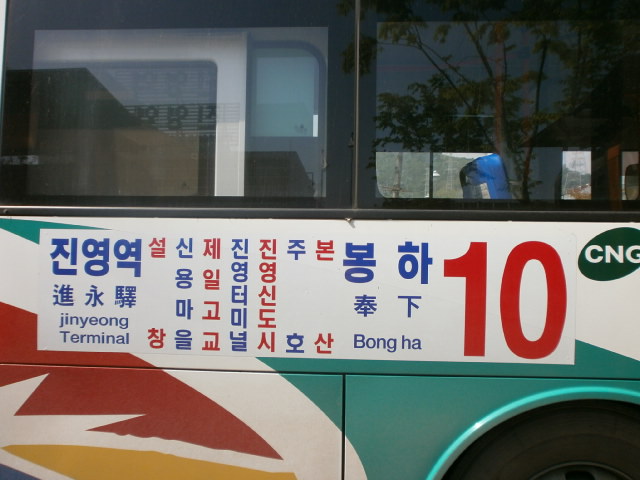 진영역
進永驛
jinyeong
Terminal
설창
신용마을
제일고교
진영터미널
진영신도시
주호
본산
봉하
奉下
Bong ha
10
CNG